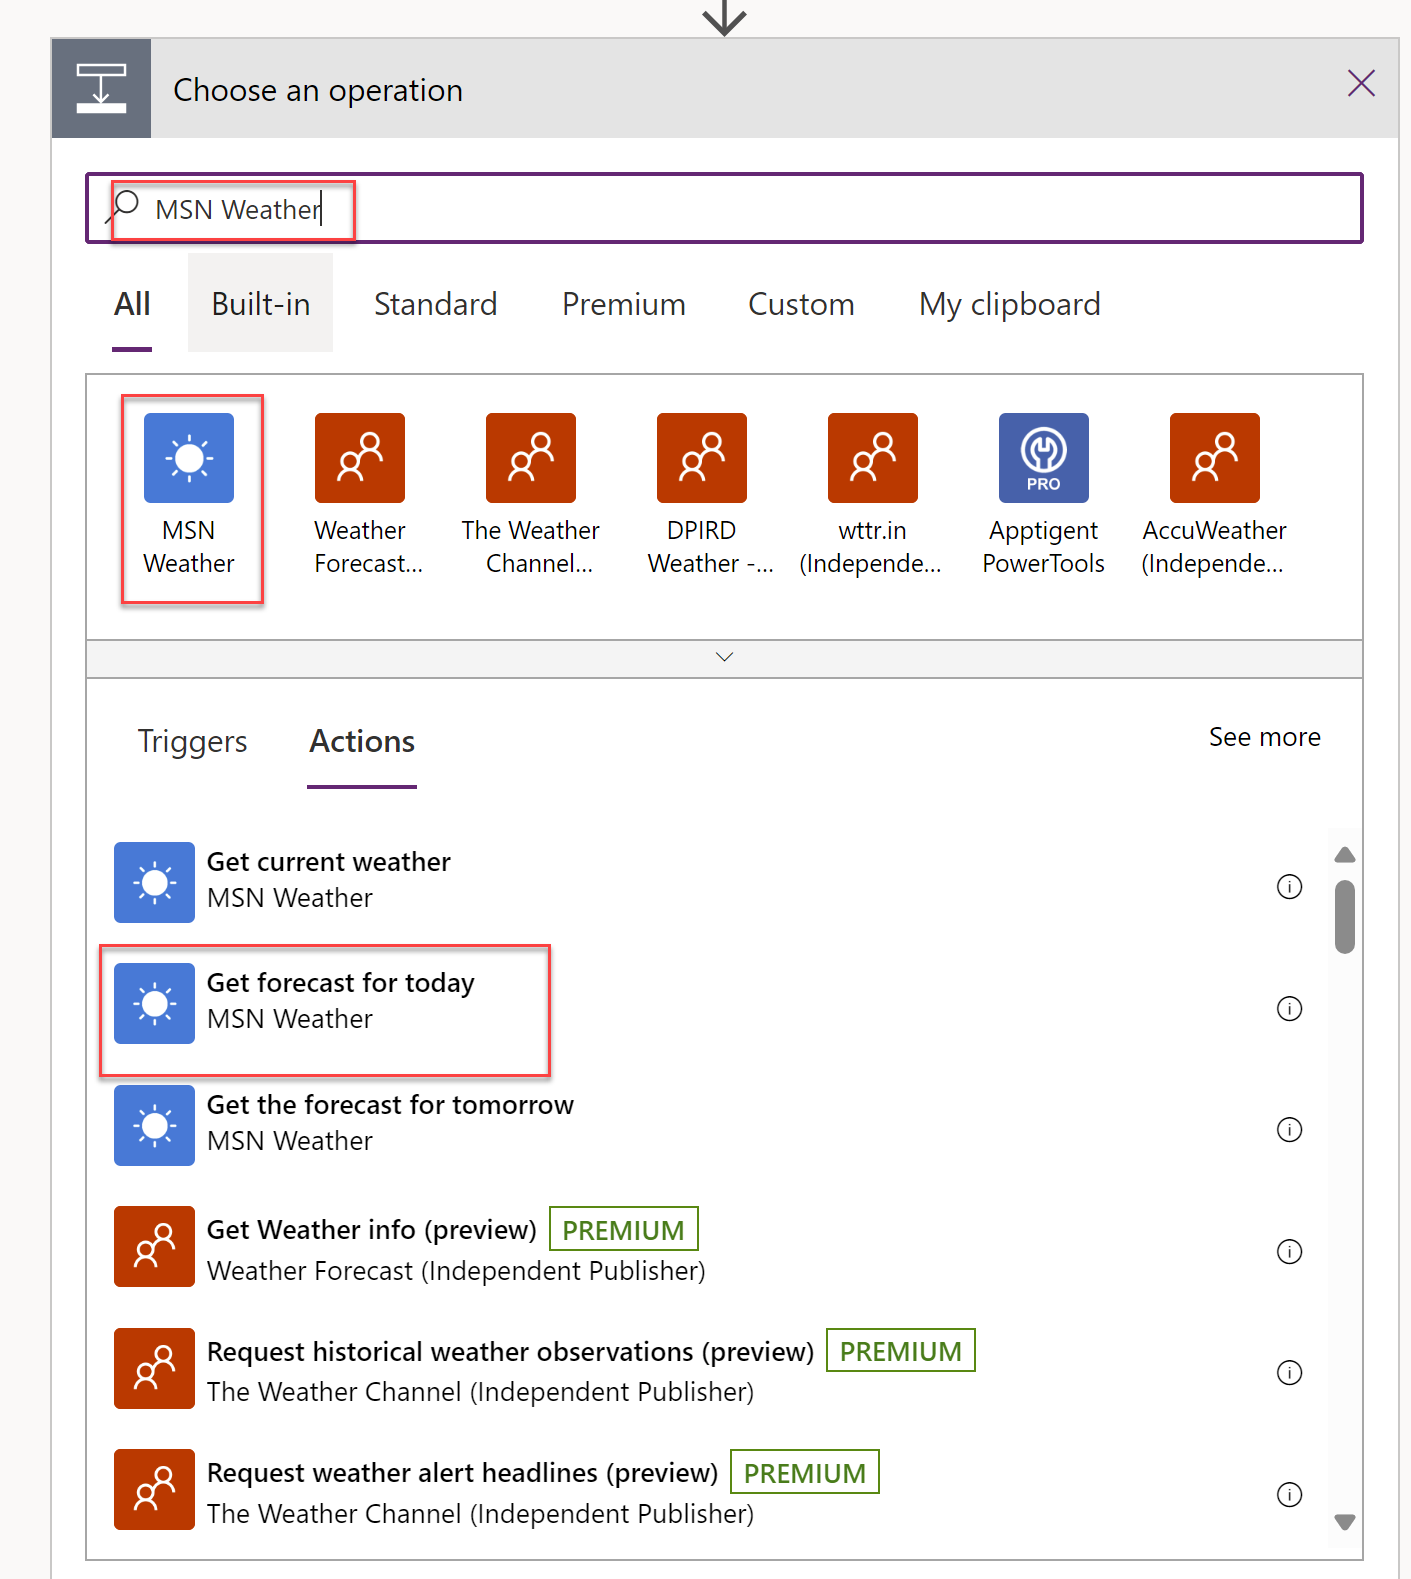 Choose an operation
MSN Weather
All Built-in Standard Premium Custom My clipboard
MSN Weather
Weather Forecast...
The Weather Channel...
DPIRD Weather -...
wttr.in (Independe...
PRO
Apptigent PowerTools
AccuWeather (Independe...
Triggers Actions See more
Get current weather
MSN Weather
Get forecast for today
MSN Weather
Get the forecast for tomorrow
MSN Weather
Get Weather info (preview) PREMIUM
Weather Forecast (Independent Publisher)
Request historical weather observations (preview) PREMIUM
The Weather Channel (Independent Publisher)
Request weather alert headlines (preview) PREMIUM
The Weather Channel (Independent Publisher)